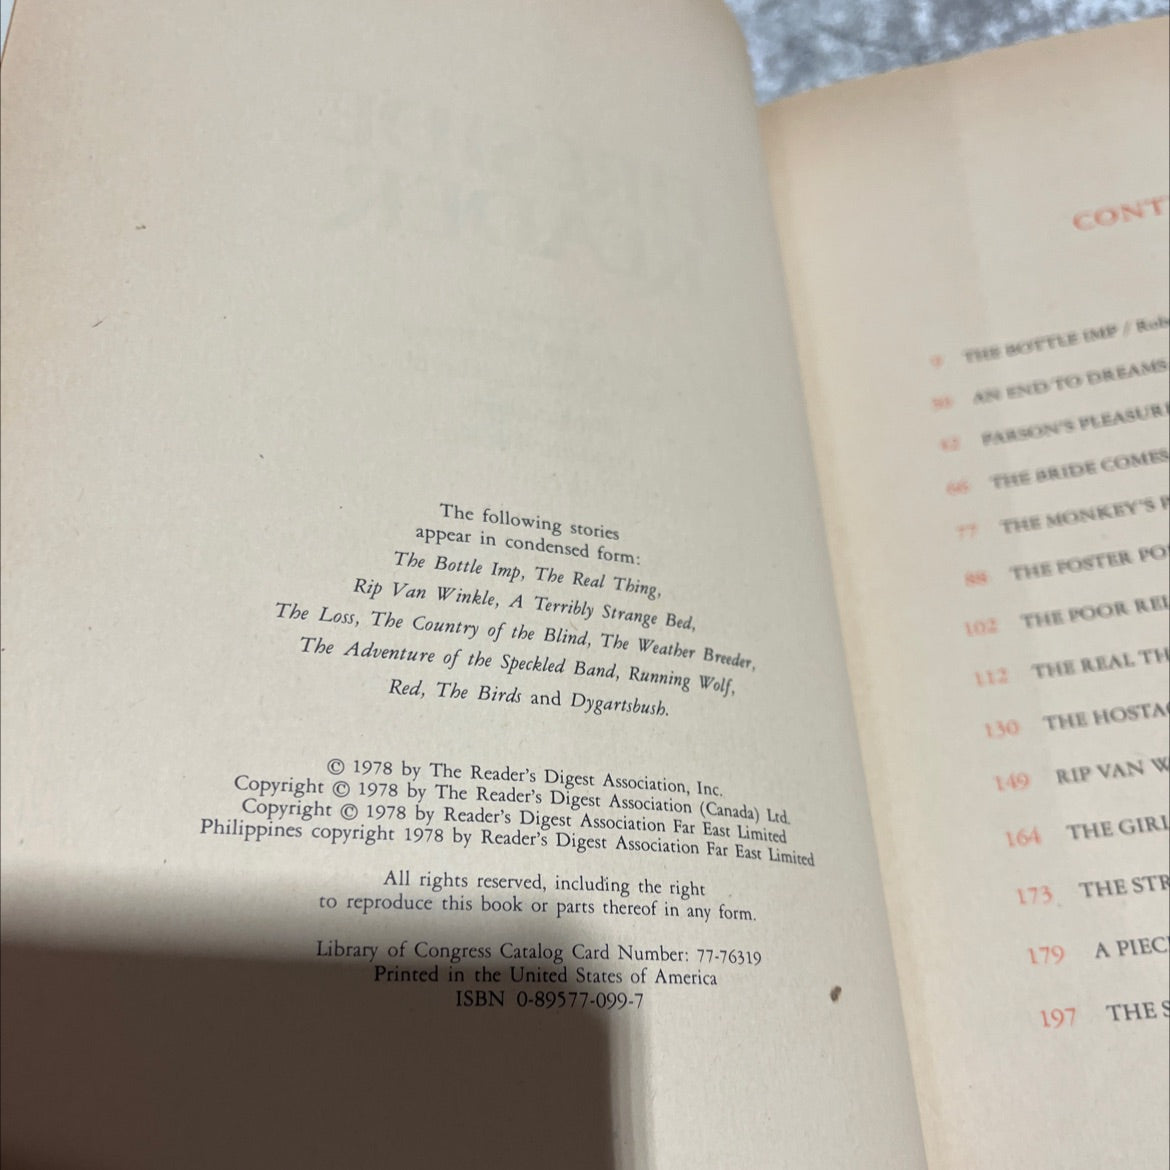 The following stories
appear in condensed form:
The Bottle Imp, The Real Thing,
Rip Van Winkle, A Terribly Strange Bed,
The Loss, The Country of the Blind, The Weather Breeder,
The Adventure of the Speckled Band, Running Wolf,
Red, The Birds and Dygartsbush.
© 1978 by The Reader's Digest Association, Inc.
Copyright © 1978 by The Reader's Digest Association (Canada) Ltd.
Copyright © 1978 by Reader's Digest Association Far East Limited
Philippines copyright 1978 by Reader's Digest Association Far East Limited
All rights reserved, including the right
to reproduce this book or parts thereof in any form.
Library of Congress Catalog Card Number: 77-76319
Printed in the United States of America
ISBN 0-89577-099-7
CONT
9 THE BOTTLE IMP / Robe
AN END TO DREAMS
PARSON'S PLEASURE
66 THE BRIDE COMES
77 THE MONKEY'S P
88 THE FOSTER PO
102 THE POOR REL
112 THE REAL TH
130 THE HOSTAG
149 RIP VAN W
164 THE GIRL
173 THE STR
179 A PIEC
197 THE S